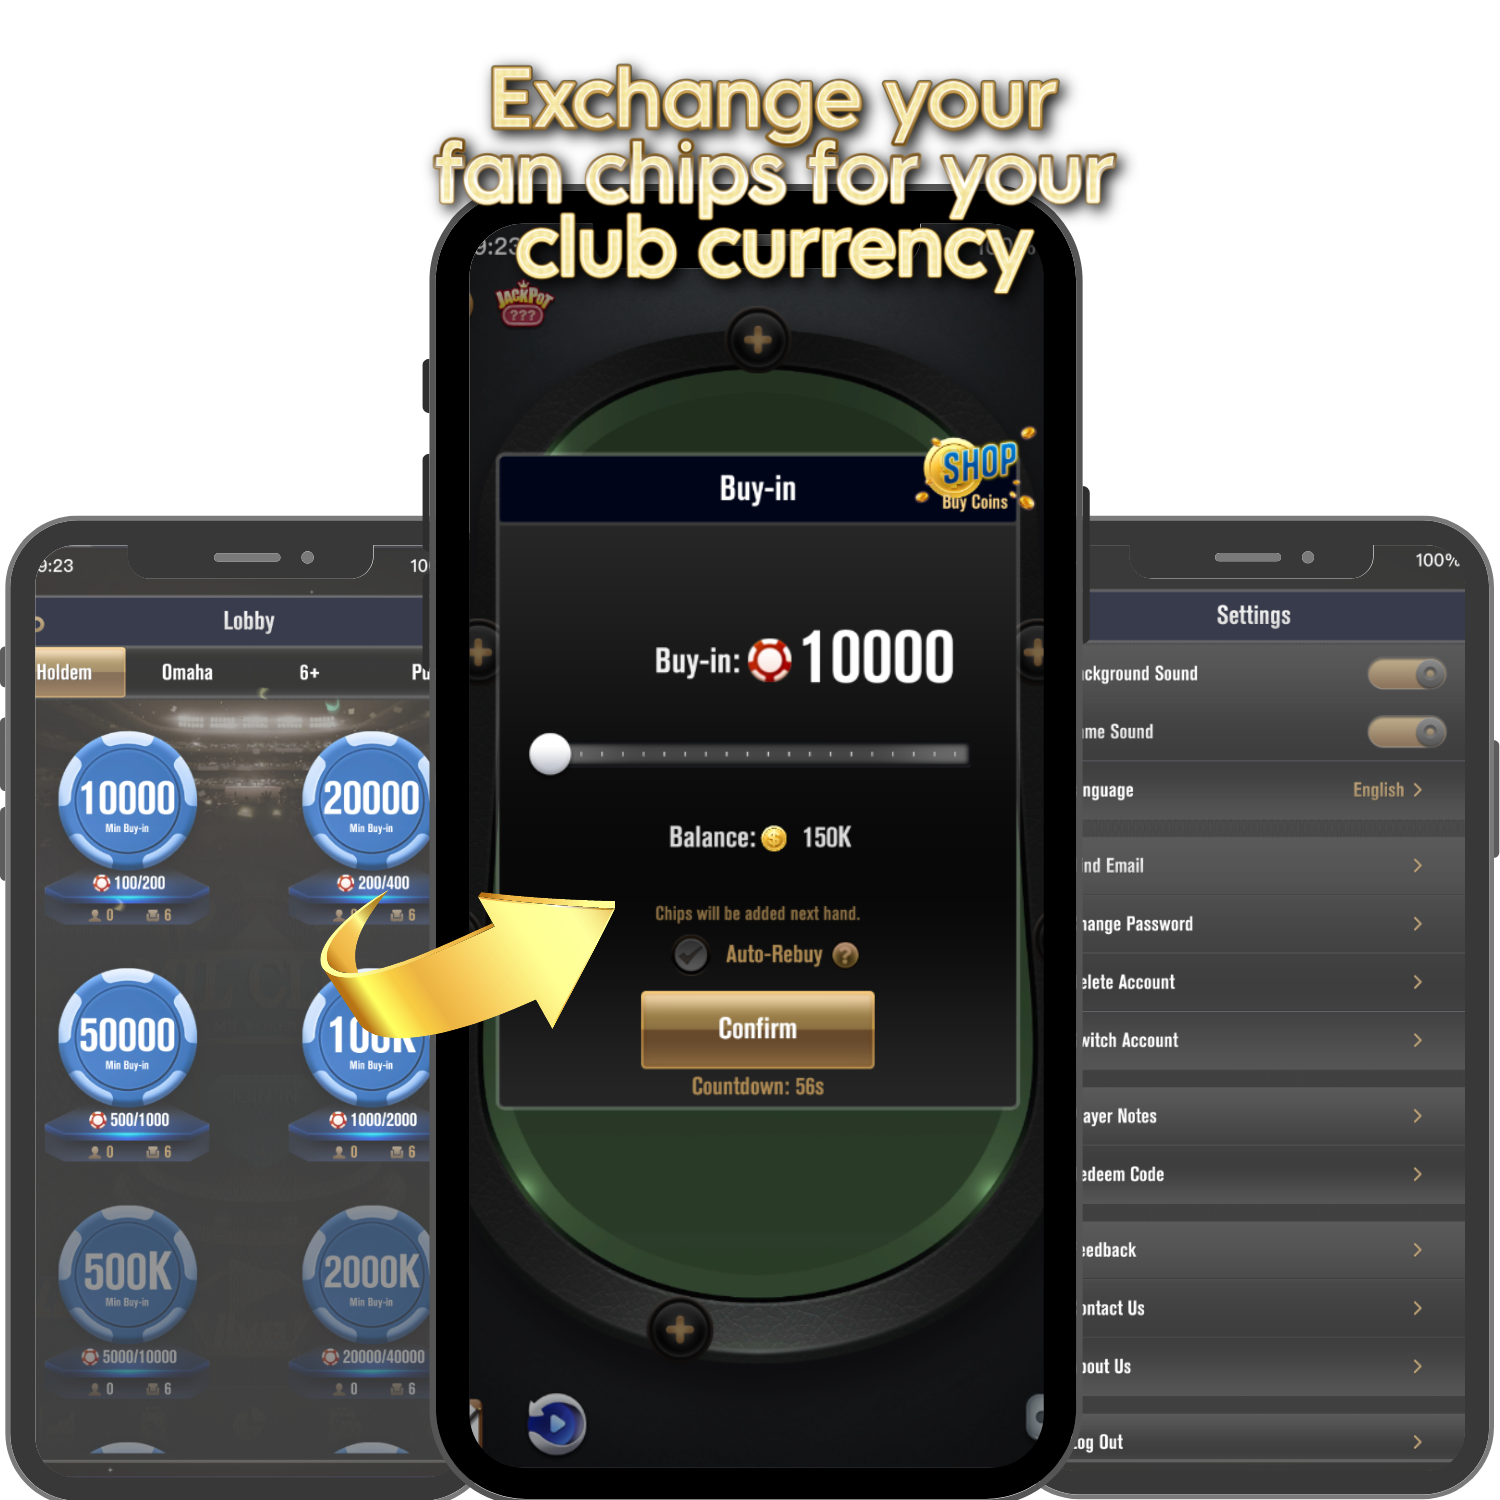 Exchange your
fan chips for your
club currency
9:23
100%
JACKPOT
???
SHOP
Buy Coins
Buy-in
Buy-in: 10000
Balance: 150K
Chips will be added next hand.
Auto-Rebuy ?
Confirm
Countdown: 56s
9:23
10
Lobby
Holdem Omaha 6+ Pu
10000
Min Buy-in
100/200
0 6
20000
Min Buy-in
200/400
0 6
50000
Min Buy-in
500/1000
0 6
100K
Min Buy-in
1000/2000
0 6
500K
Min Buy-in
5000/10000
0 6
2000K
Min Buy-in
20000/40000
0 6
100%
Settings
ckground Sound
me Sound
nguage English
nd Email
ange Password
elete Account
witch Account
ayer Notes
edeem Code
eedback
ontact Us
out Us
og Out